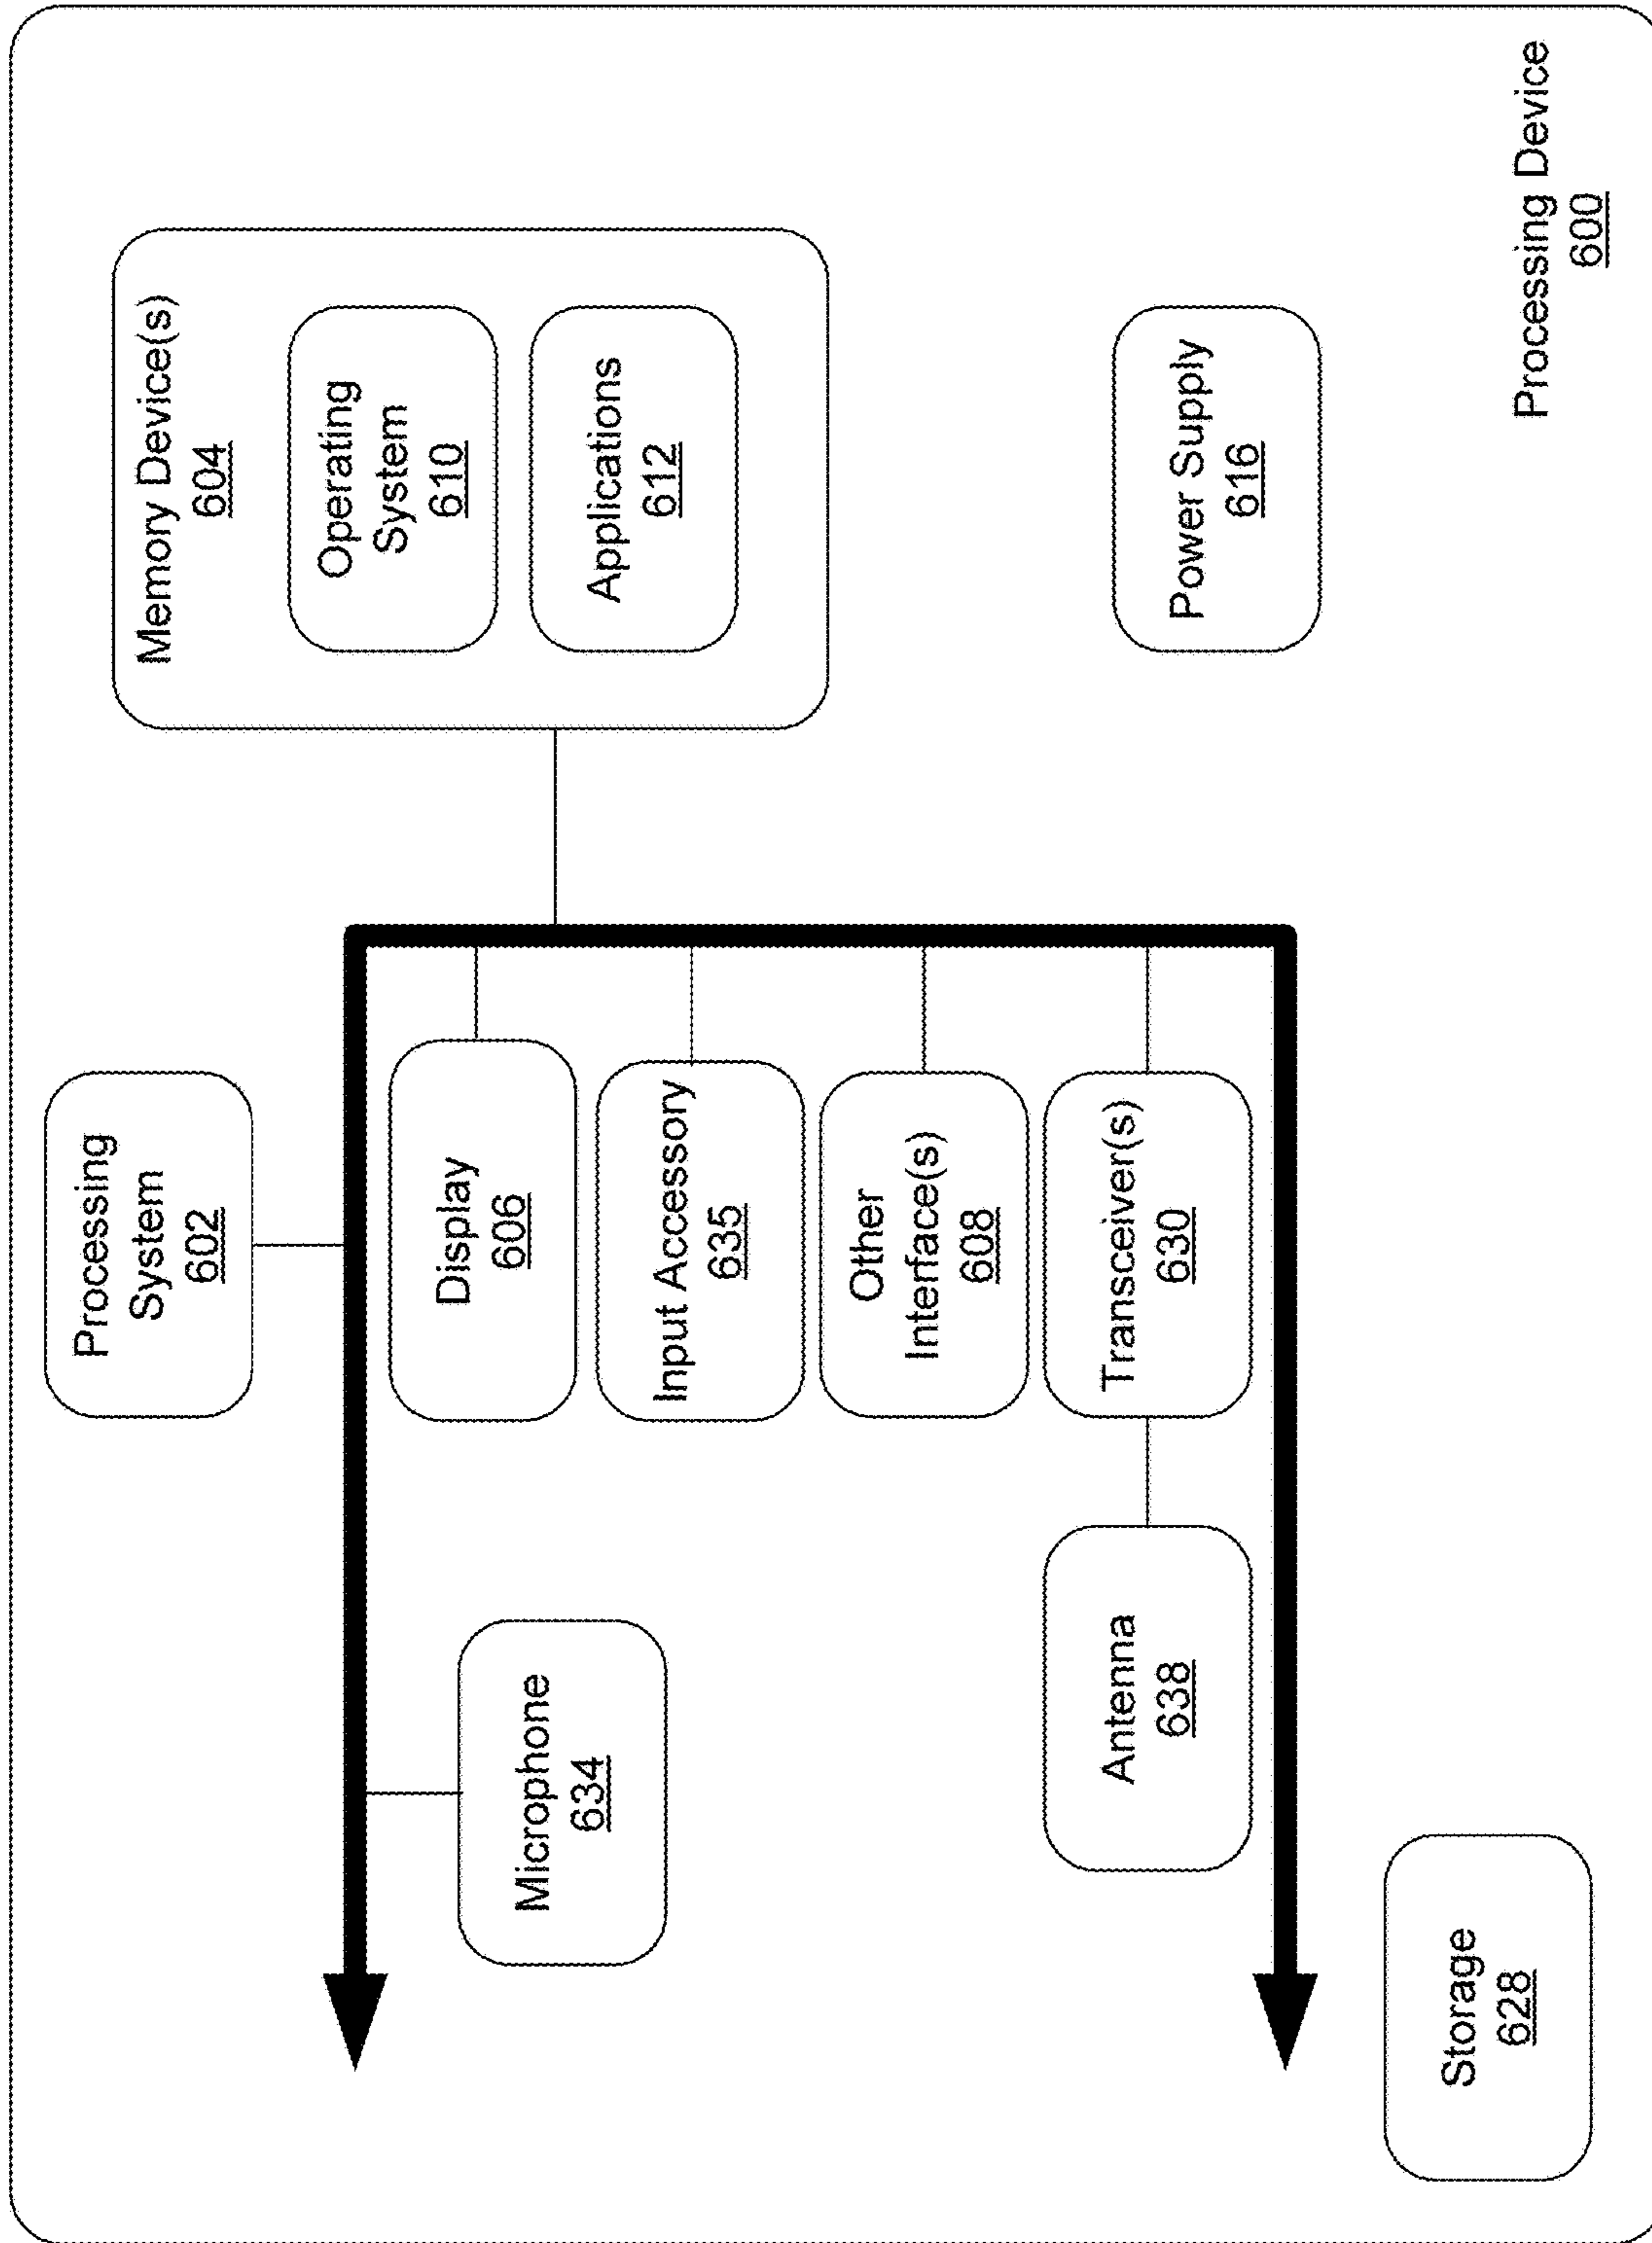 Processing
System
602
Memory Device(s)
604
Operating
System
610
Applications
612
Display
606
Microphone
634
Input Accessory
635
Other
Interface(s)
608
Antenna
638
Transceiver(s)
630
Power Supply
616
Storage
628
Processing Device
600